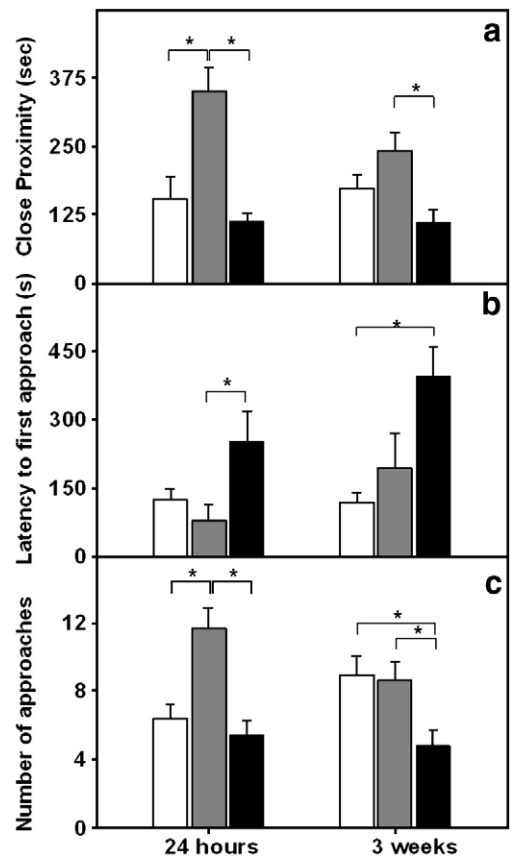 a
Close Proximity (sec)
375
250
125
0
* * *
b
Latency to first approach (s)
450
300
150
0
* *
c
Number of approaches
12
8
4
0
* * * *
24 hours 3 weeks